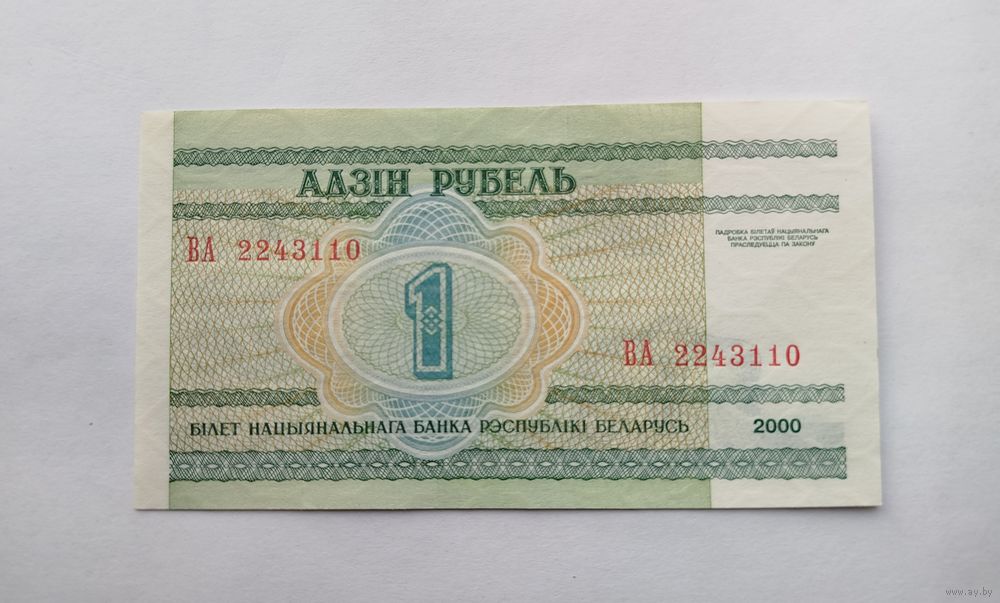 АДЗІН РУБЕЛЬ
ПАДРОБКА БІЛЕТАЎ НАЦЫЯНАЛЬНАГА
БАНКА РЭСПУБЛІКІ БЕЛАРУСЬ
ПРАСЛЕДУЕЦЦА ПА ЗАКОНУ
ВА 2243110
1
ВА 2243110
БІЛЕТ НАЦЫЯНАЛЬНАГА БАНКА РЭСПУБЛІКІ БЕЛАРУСЬ 2000
www.ay.by